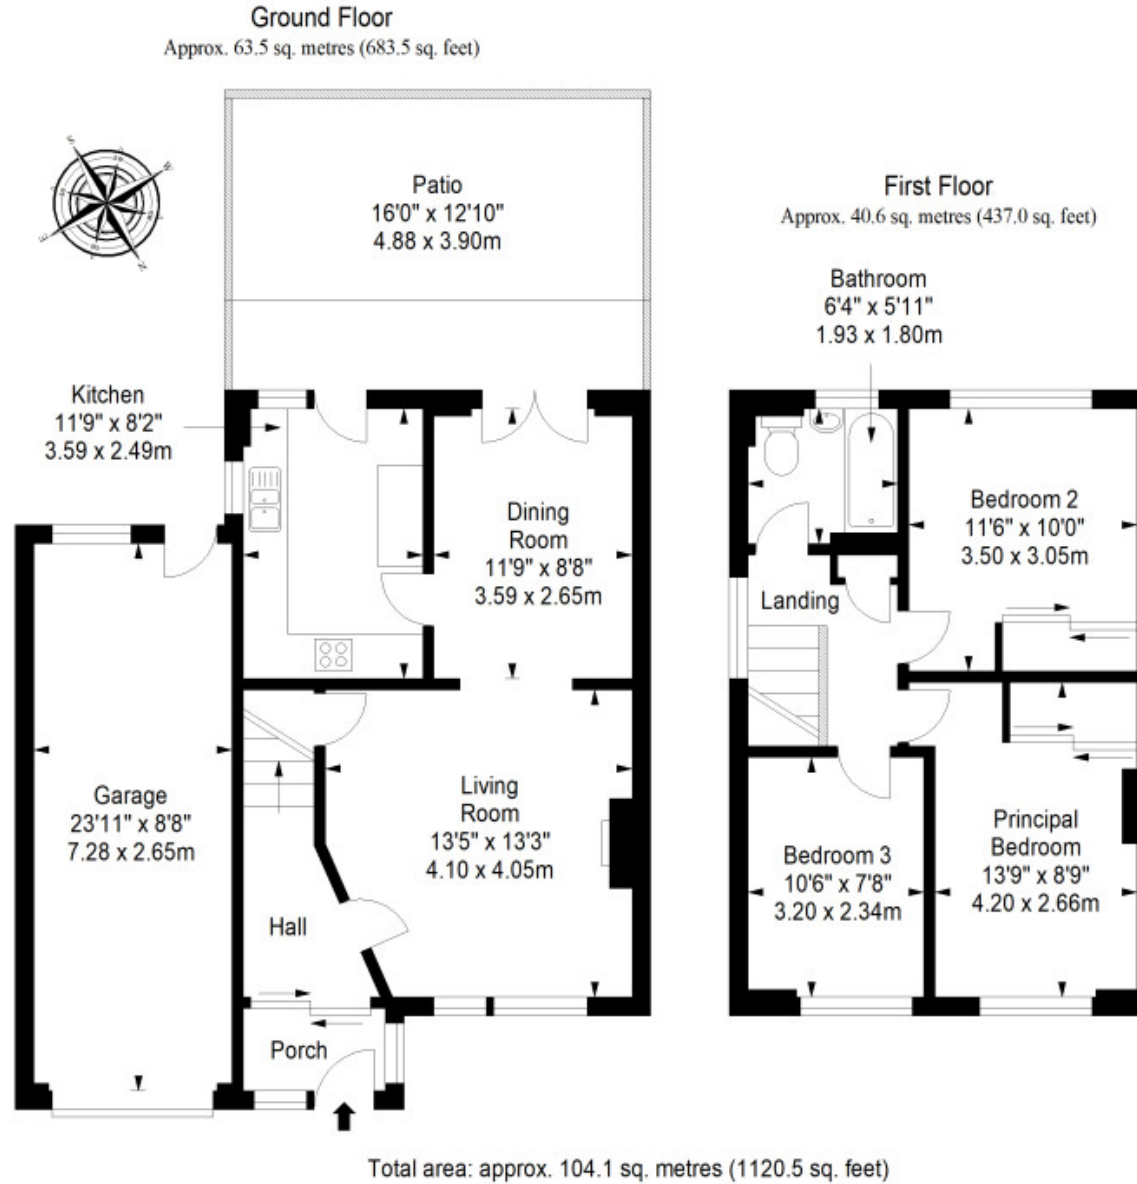 Ground Floor
Approx. 63.5 sq. metres (683.5 sq. feet)
S
W
E
N
Patio
16'0" x 12'10"
4.88 x 3.90m
First Floor
Approx. 40.6 sq. metres (437.0 sq. feet)
Bathroom
6'4" x 5'11"
1.93 x 1.80m
Kitchen
11'9" x 8'2"
3.59 x 2.49m
Dining
Room
11'9" x 8'8"
3.59 x 2.65m
Bedroom 2
11'6" x 10'0"
3.50 x 3.05m
Landing
Garage
23'11" x 8'8"
7.28 x 2.65m
Living
Room
13'5" x 13'3"
4.10 x 4.05m
Hall
Porch
Bedroom 3
10'6" x 7'8"
3.20 x 2.34m
Principal
Bedroom
13'9" x 8'9"
4.20 x 2.66m
Total area: approx. 104.1 sq. metres (1120.5 sq. feet)